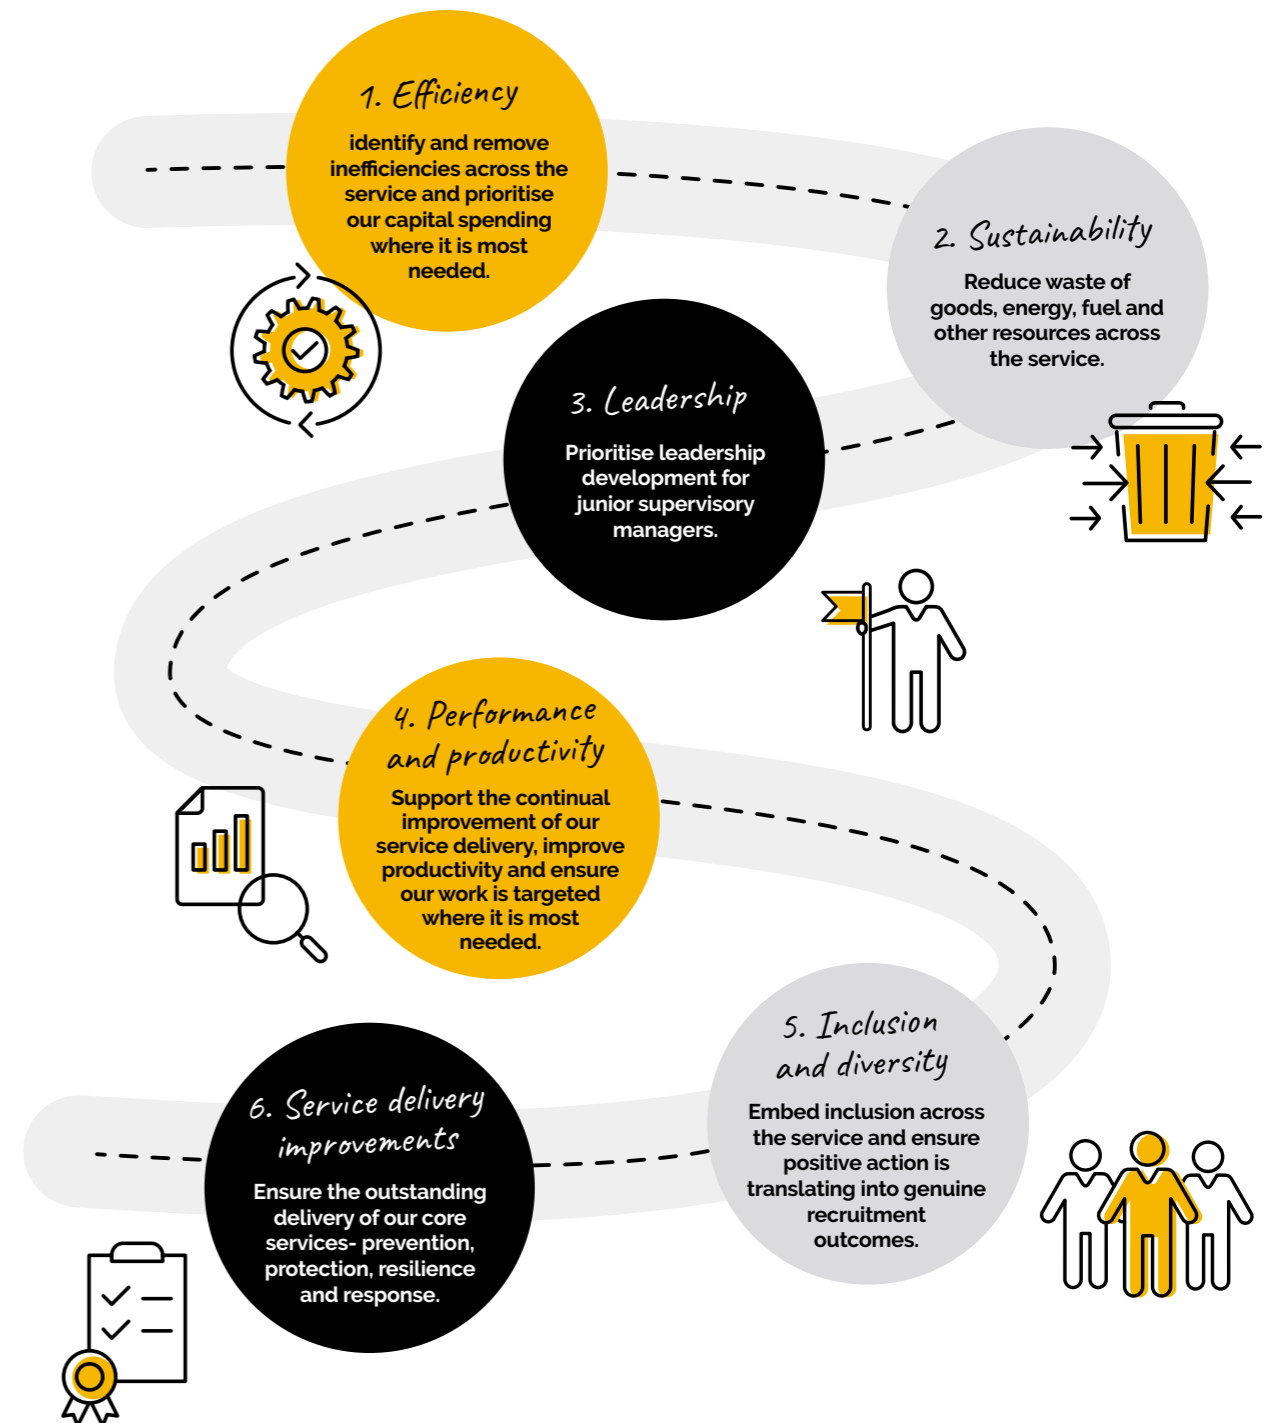 1. Efficiency
identify and remove
inefficiencies across the
service and prioritise
our capital spending
where it is most
needed.
2. Sustainability
Reduce waste of
goods, energy, fuel and
other resources across
the service.
3. Leadership
Prioritise leadership
development for
junior supervisory
managers.
4. Performance
and productivity
Support the continual
improvement of our
service delivery, improve
productivity and ensure
our work is targeted
where it is most
needed.
5. Inclusion
and diversity
Embed inclusion across
the service and ensure
positive action is
translating into genuine
recruitment
outcomes.
6. Service delivery
improvements
Ensure the outstanding
delivery of our core
services- prevention,
protection, resilience
and response.